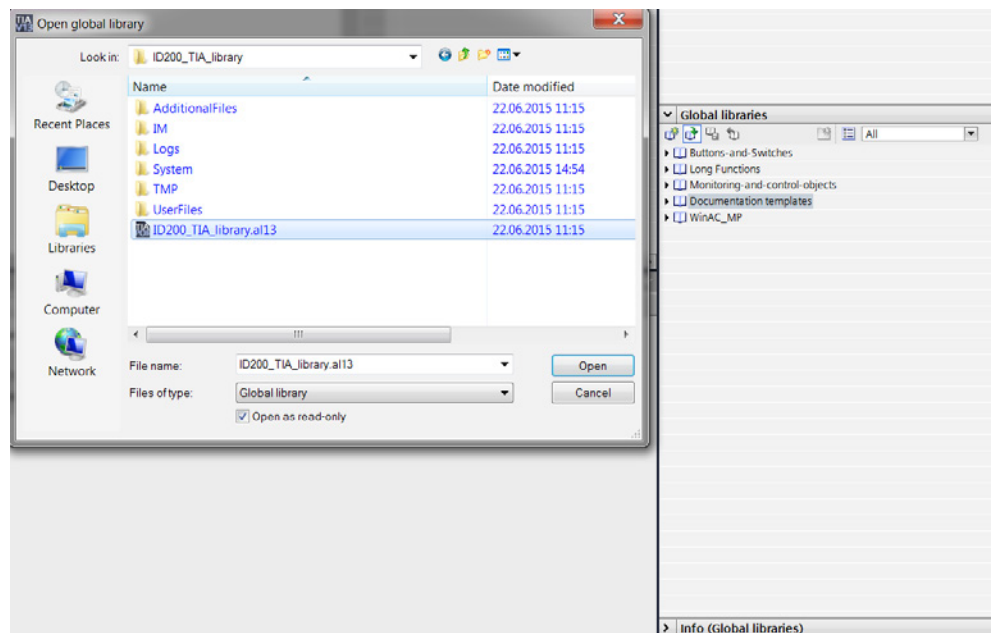 Open global library
Look in:
ID200_TIA_library
Name
Date modified
AdditionalFiles
22.06.2015 11:15
IM
22.06.2015 11:15
Logs
22.06.2015 11:15
System
22.06.2015 14:54
TMP
22.06.2015 11:15
UserFiles
22.06.2015 11:15
ID200_TIA_library.al13
22.06.2015 11:15
Recent Places
Desktop
Libraries
Computer
Network
File name:
ID200_TIA_library.al13
Open
Files of type:
Global library
Cancel
Open as read-only
Global libraries
All
Buttons-and-Switches
Long Functions
Monitoring-and-control-objects
Documentation templates
WinAC_MP
Info (Global libraries)